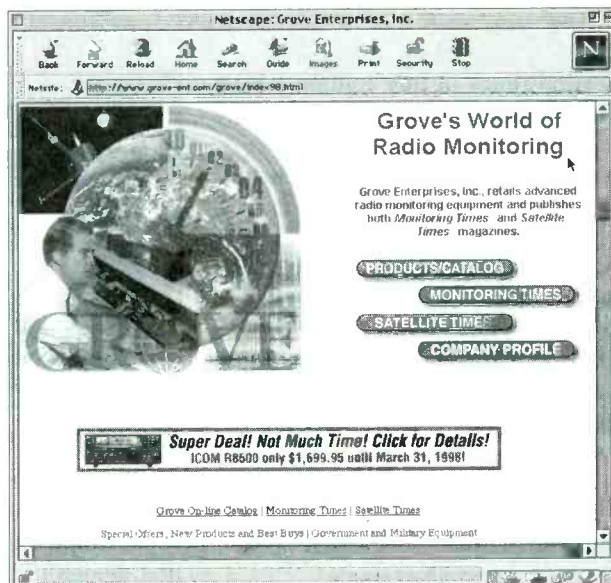 Netscape: Grove Enterprises, Inc.
Back Forward Reload Home Search Guide Images Print Security Stop
N
Netsite: http://www.grove-ent.com/grove/index98.html
Grove's World of
Radio Monitoring
Grove Enterprises, Inc., retails advanced
radio monitoring equipment and publishes
both Monitoring Times and Satellite
Times magazines.
PRODUCTS/CATALOG
MONITORING TIMES
SATELLITE TIMES
COMPANY PROFILE
GROVE
Super Deal! Not Much Time! Click for Details!
ICOM R8500 only $1,699.95 until March 31, 1998!
Grove On-line Catalog | Monitoring Times | Satellite Times
Special Offers, New Products and Best Buys | Government and Military Equipment